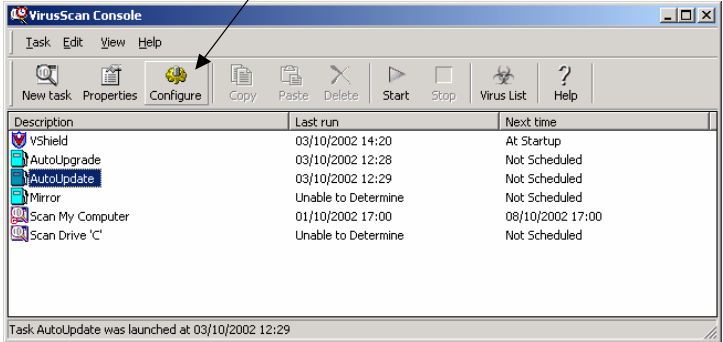 VirusScan Console
Task Edit View Help
New task Properties Configure Copy Paste Delete Start Stop Virus List Help
Description Last run Next time
VShield 03/10/2002 14:20 At Startup
AutoUpgrade 03/10/2002 12:28 Not Scheduled
AutoUpdate 03/10/2002 12:29 Not Scheduled
Mirror Unable to Determine Not Scheduled
Scan My Computer 01/10/2002 17:00 08/10/2002 17:00
Scan Drive 'C' Unable to Determine Not Scheduled
Task AutoUpdate was launched at 03/10/2002 12:29